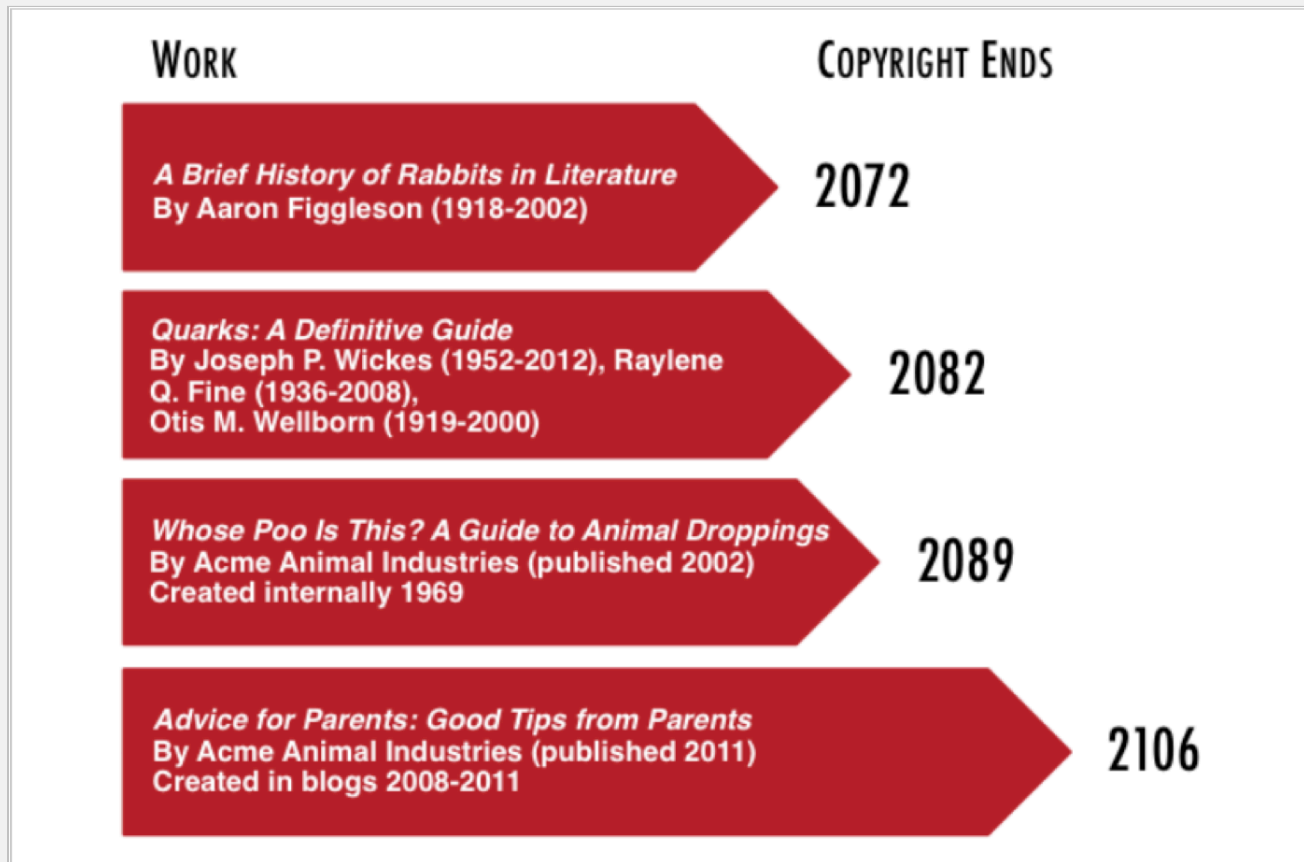 WORK
COPYRIGHT ENDS
A Brief History of Rabbits in Literature
By Aaron Figgleson (1918-2002)
2072
Quarks: A Definitive Guide
By Joseph P. Wickes (1952-2012), Raylene
Q. Fine (1936-2008),
Otis M. Wellborn (1919-2000)
2082
Whose Poo Is This? A Guide to Animal Droppings
By Acme Animal Industries (published 2002)
Created internally 1969
2089
Advice for Parents: Good Tips from Parents
By Acme Animal Industries (published 2011)
Created in blogs 2008-2011
2106